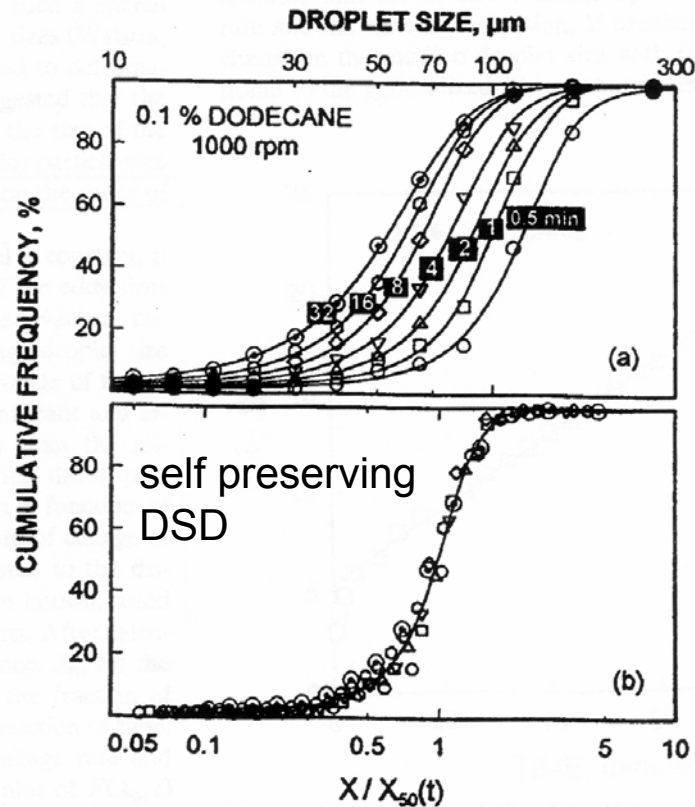 DROPLET SIZE, µm
10 30 50 70 100 300
0.1 % DODECANE
1000 rpm
80
60
40
20
32 16 8 4 2 1 0.5 min
(a)
CUMULATIVE FREQUENCY, %
self preserving
DSD
80
60
40
20
(b)
0.05 0.1 0.5 1 5 10
X / X50(t)